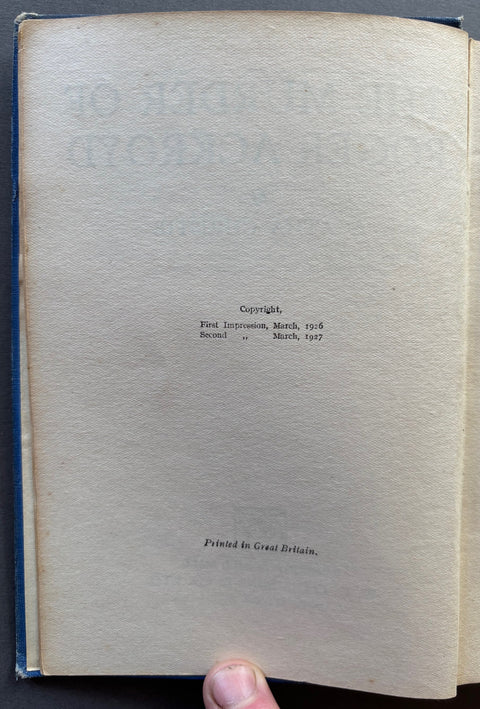 Copyright,
First Impression, March, 1926
Second „ March, 1927
Printed in Great Britain.